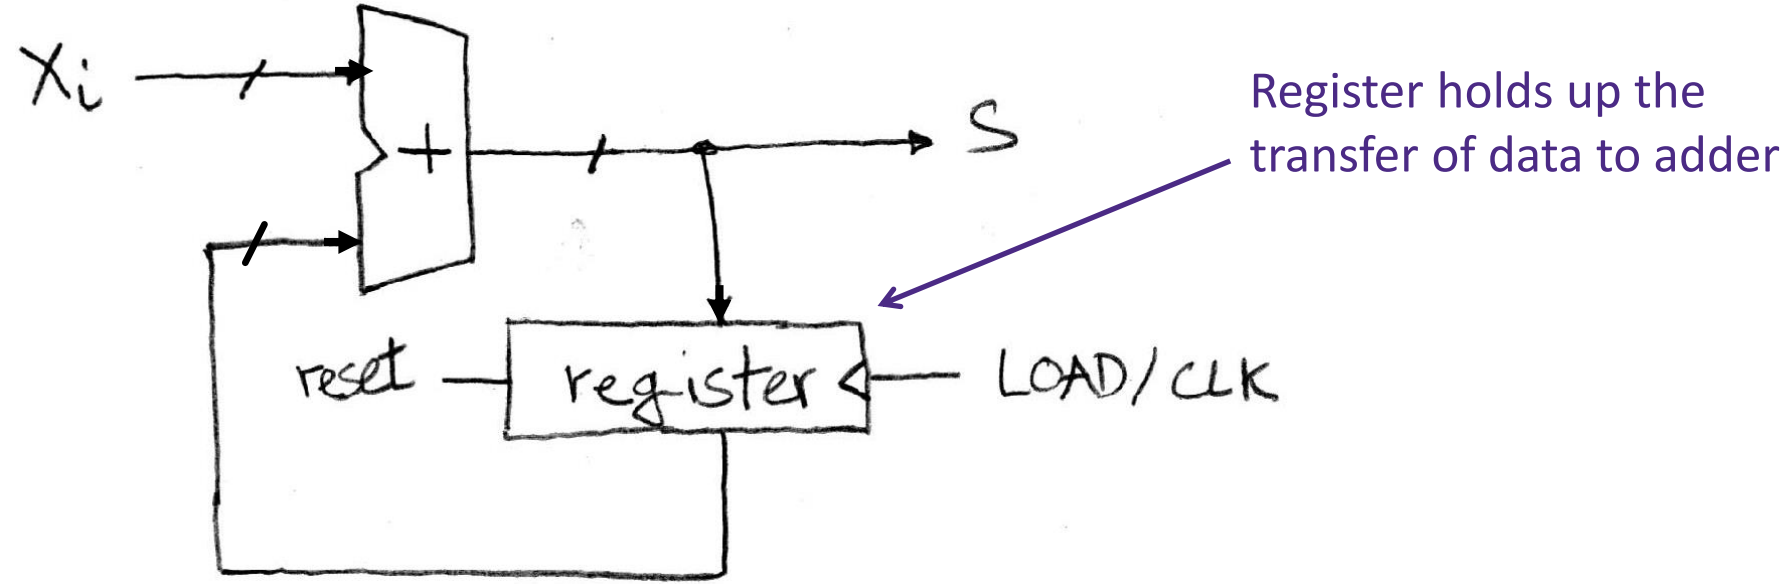 Xi
+
S
Register holds up the
transfer of data to adder
reset
register
LOAD/CLK